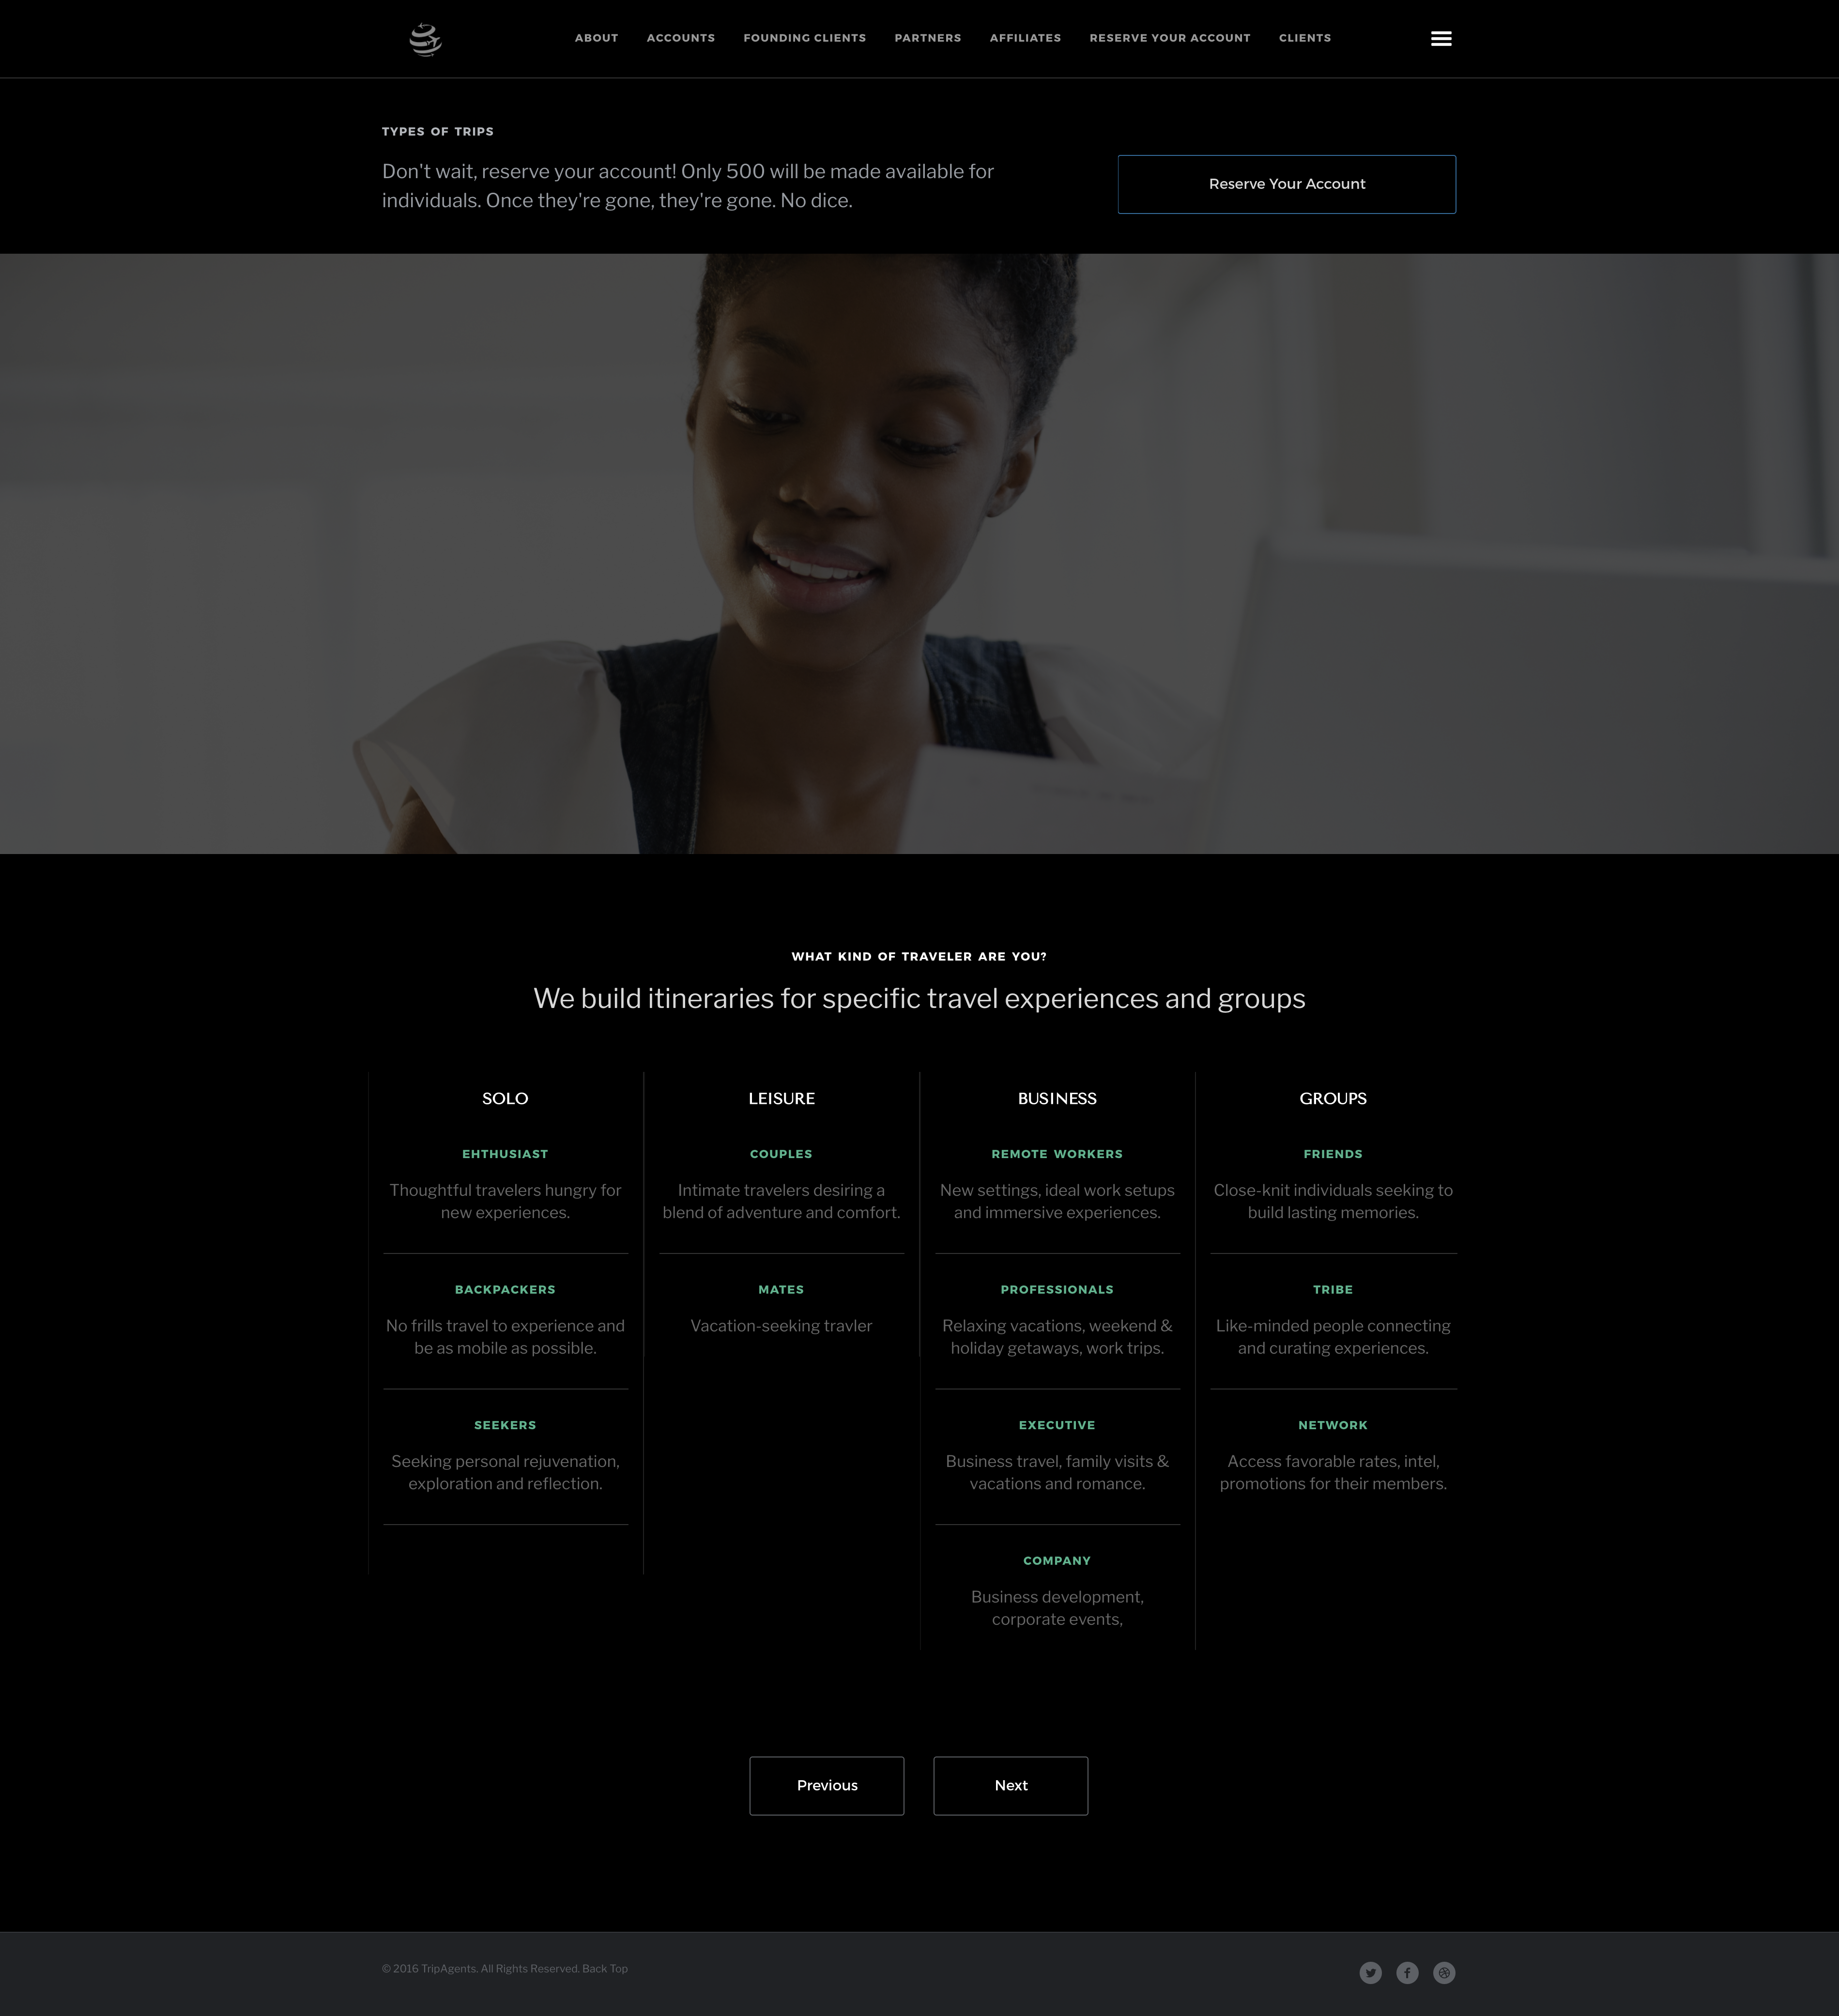 ABOUT ACCOUNTS FOUNDING CLIENTS PARTNERS AFFILIATES RESERVE YOUR ACCOUNT CLIENTS
TYPES OF TRIPS
Don't wait, reserve your account! Only 500 will be made available for
individuals. Once they're gone, they're gone. No dice.
Reserve Your Account
WHAT KIND OF TRAVELER ARE YOU?
We build itineraries for specific travel experiences and groups
SOLO
EHTHUSIAST
Thoughtful travelers hungry for
new experiences.
BACKPACKERS
No frills travel to experience and
be as mobile as possible.
SEEKERS
Seeking personal rejuvenation,
exploration and reflection.
LEISURE
COUPLES
Intimate travelers desiring a
blend of adventure and comfort.
MATES
Vacation-seeking travler
BUSINESS
REMOTE WORKERS
New settings, ideal work setups
and immersive experiences.
PROFESSIONALS
Relaxing vacations, weekend &
holiday getaways, work trips.
EXECUTIVE
Business travel, family visits &
vacations and romance.
COMPANY
Business development,
corporate events,
GROUPS
FRIENDS
Close-knit individuals seeking to
build lasting memories.
TRIBE
Like-minded people connecting
and curating experiences.
NETWORK
Access favorable rates, intel,
promotions for their members.
Previous
Next
© 2016 TripAgents. All Rights Reserved. Back Top